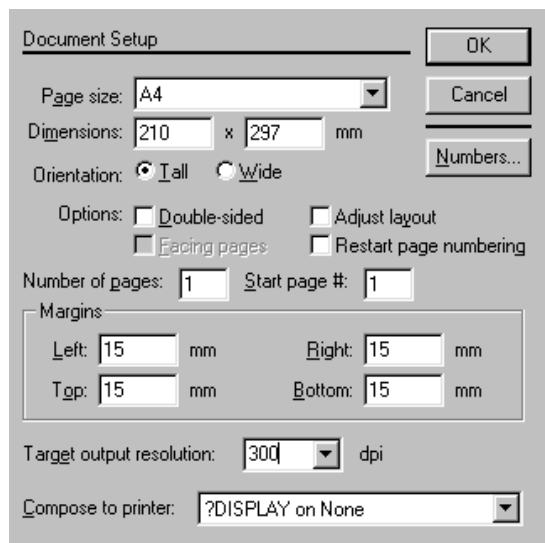 Document Setup
OK
Page size: A4
Cancel
Dimensions: 210 x 297 mm
Numbers...
Orientation: Tall Wide
Options: Double-sided Adjust layout
Facing pages Restart page numbering
Number of pages: 1 Start page #: 1
Margins
Left: 15 mm Right: 15 mm
Top: 15 mm Bottom: 15 mm
Target output resolution: 300 dpi
Compose to printer: ?DISPLAY on None